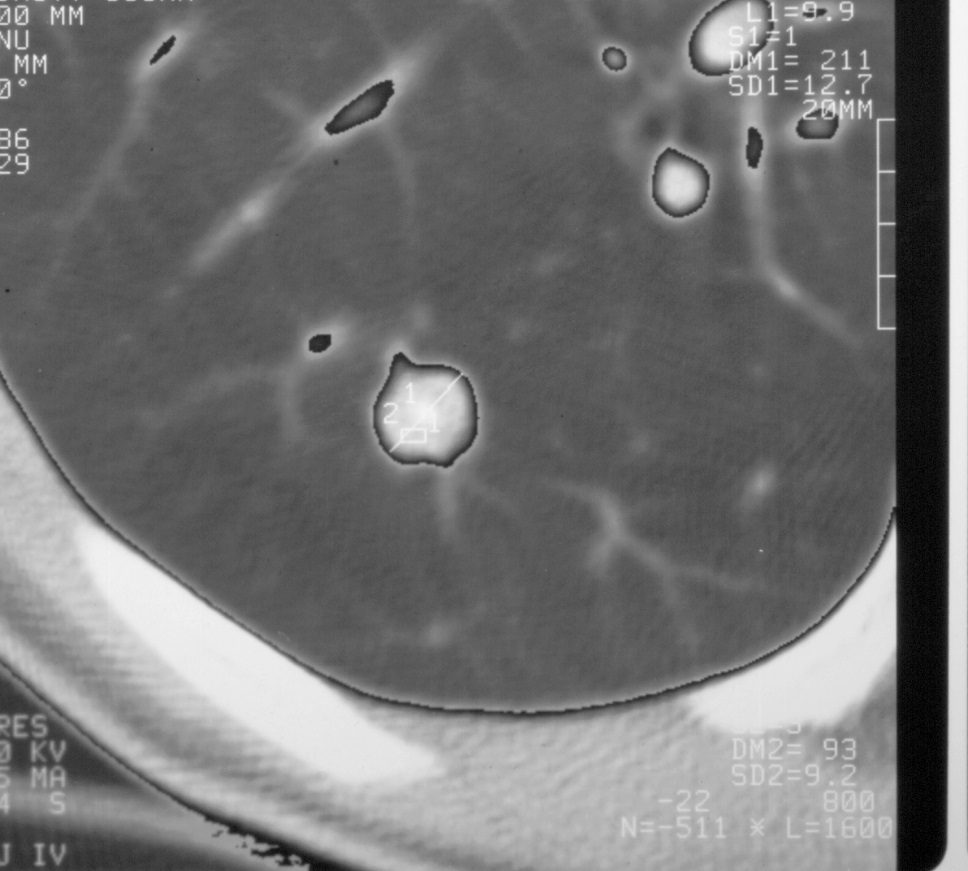 00 MM
NU
MM
0°
86
29
L1=9.9
S1=1
DM1= 211
SD1=12.7
20MM
1
2
1
RES
0 KV
5 MA
4 S
J IV
DM2= 93
SD2=9.2
-22 800
N=-511 * L=1600